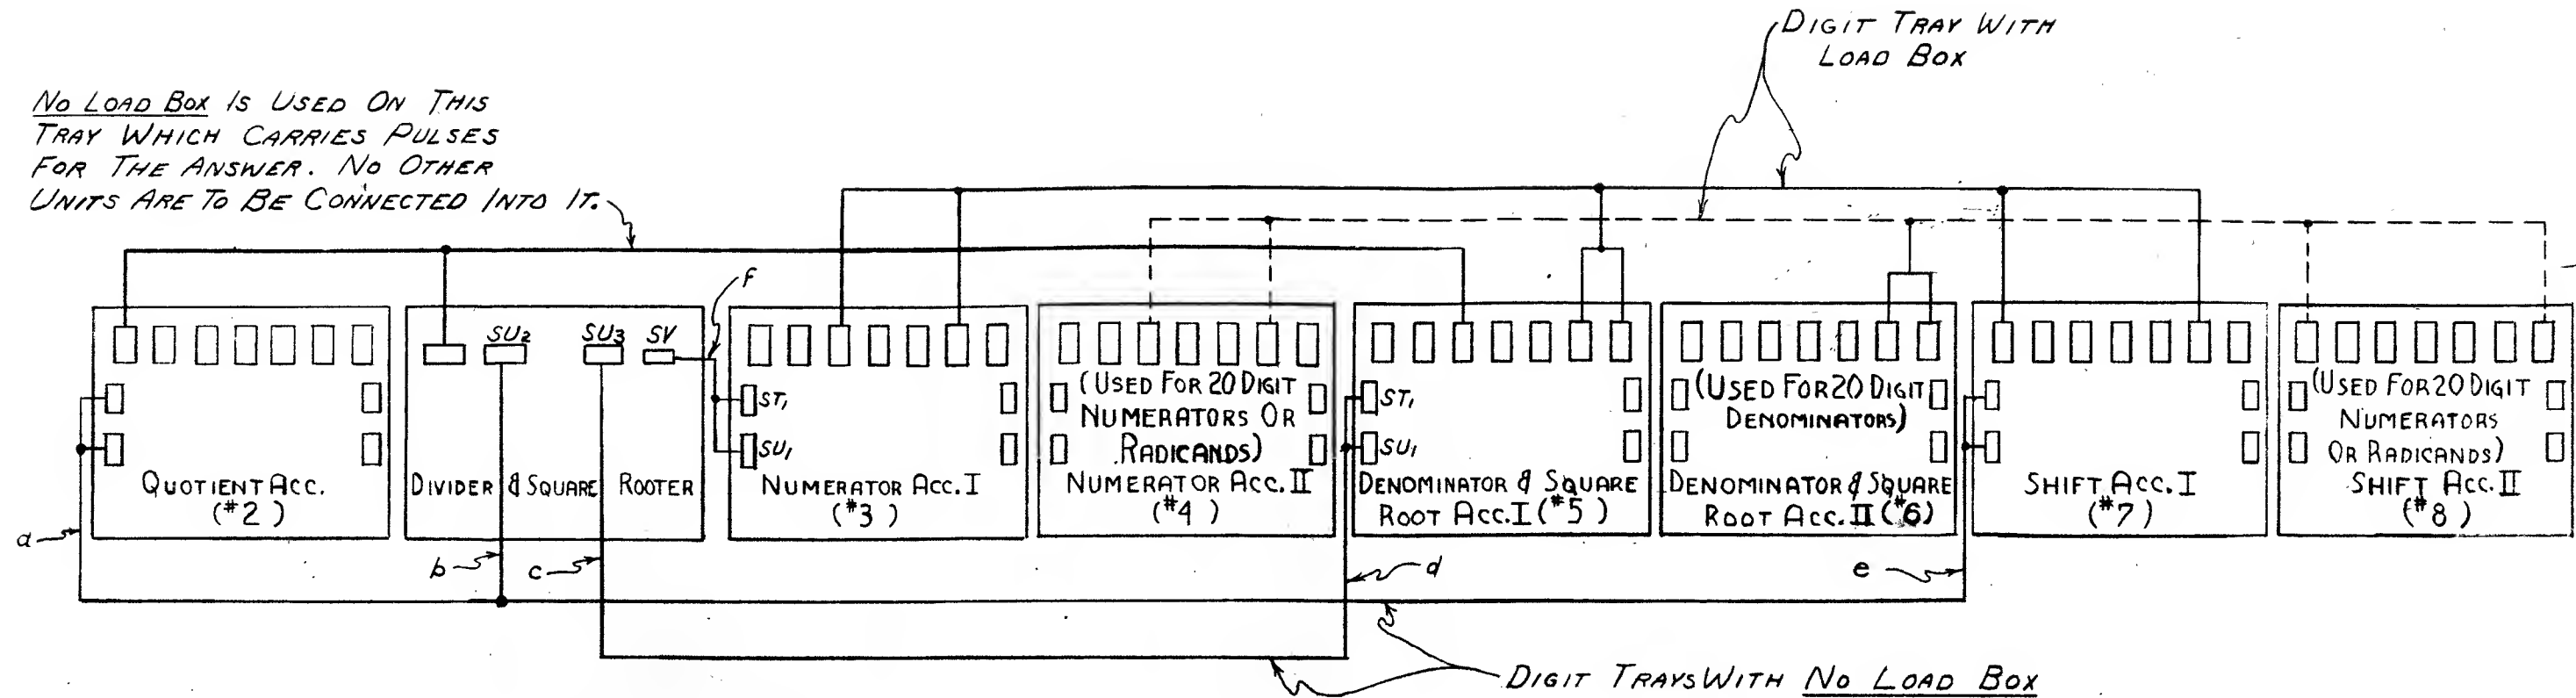 DIGIT TRAY WITH
LOAD BOX
NO LOAD BOX IS USED ON THIS
TRAY WHICH CARRIES PULSES
FOR THE ANSWER. NO OTHER
UNITS ARE TO BE CONNECTED INTO IT.
f
SU2
SU3
SV
ST1
SU1
(USED FOR 20 DIGIT
NUMERATORS OR
RADICANDS)
ST1
SU1
(USED FOR 20 DIGIT
DENOMINATORS)
(USED FOR 20 DIGIT
NUMERATORS
OR RADICANDS)
QUOTIENT ACC.
(#2)
DIVIDER & SQUARE ROOTER
NUMERATOR ACC. I
(#3)
NUMERATOR ACC. II
(#4)
DENOMINATOR & SQUARE
ROOT ACC. I (#5)
DENOMINATOR & SQUARE
ROOT ACC. II (#6)
SHIFT ACC. I
(#7)
SHIFT ACC. II
(#8)
a
b
c
d
e
DIGIT TRAYS WITH NO LOAD BOX